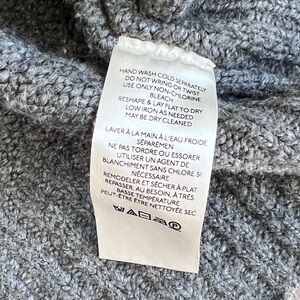 HAND WASH COLD SEPARATELY
DO NOT WRING OR TWIST
USE ONLY NON-CHLORINE
BLEACH
RESHAPE & LAY FLAT TO DRY
LOW IRON AS NEEDED
MAY BE DRY CLEANED
LAVER À LA MAIN À L'EAU FROIDE
SÉPARÉMEN
NE PAS TORDRE OU ESSORER
UTILISER UN AGENT DE
BLANCHIMENT SANS CHLORE SI
NÉCESSAIRE
REMODELER ET SÉCHER À PLAT
REPASSER, AU BESOIN, À TRÈS
BASSE TEMPÉRATURE
PEUT-ÊTRE ÊTRE NETTOYÉE SEC